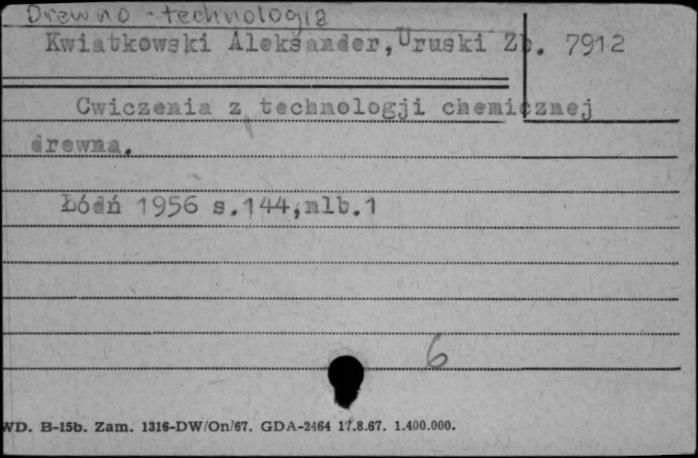 Drewno - technologia
Kwiatkowski Aleksander, Uruski Zb. 7912
Cwiczenia z technologji chemicznej
drewna.
Łódń 1956 s.144,nlb.1
6
WD. B-15b. Zam. 1316-DW/On/67. GDA-2464 17.8.67. 1.400.000.